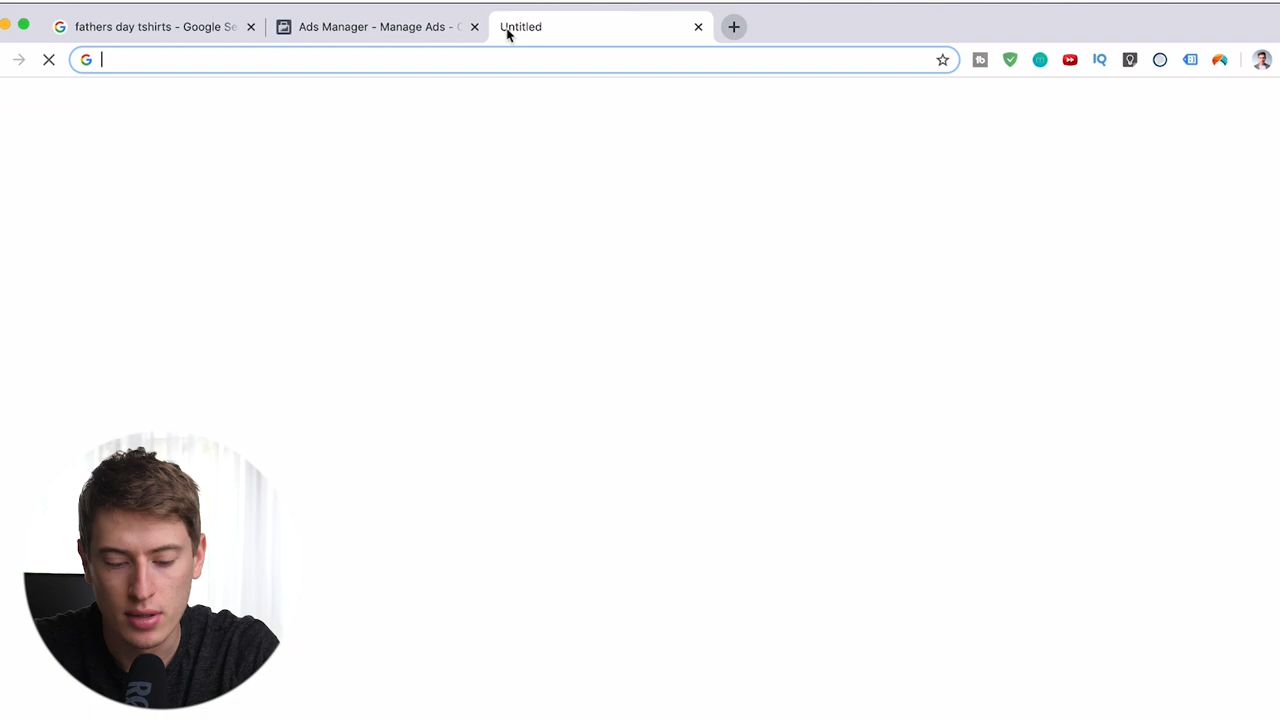 fathers day tshirts - Google Se
Ads Manager - Manage Ads - C
Untitled
IQ